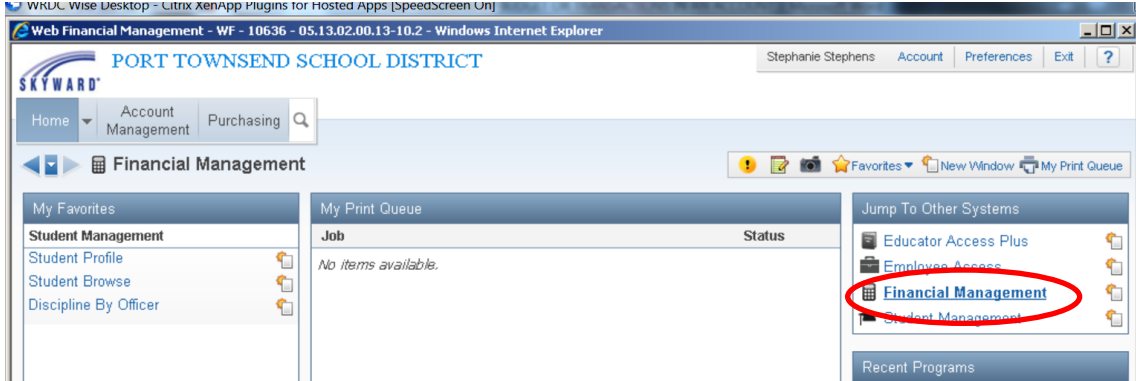 WRDC Wise Desktop - Citrix XenApp Plugins for Hosted Apps [SpeedScreen On]
Web Financial Management - WF - 10636 - 05.13.02.00.13-10.2 - Windows Internet Explorer
SKYWARD
PORT TOWNSEND SCHOOL DISTRICT
Stephanie Stephens Account Preferences Exit ?
Home Account Management Purchasing
Financial Management
Favorites New Window My Print Queue
My Favorites
Student Management
Student Profile
Student Browse
Discipline By Officer
My Print Queue
Job Status
No items available.
Jump To Other Systems
Educator Access Plus
Employee Access
Financial Management
Student Management
Recent Programs